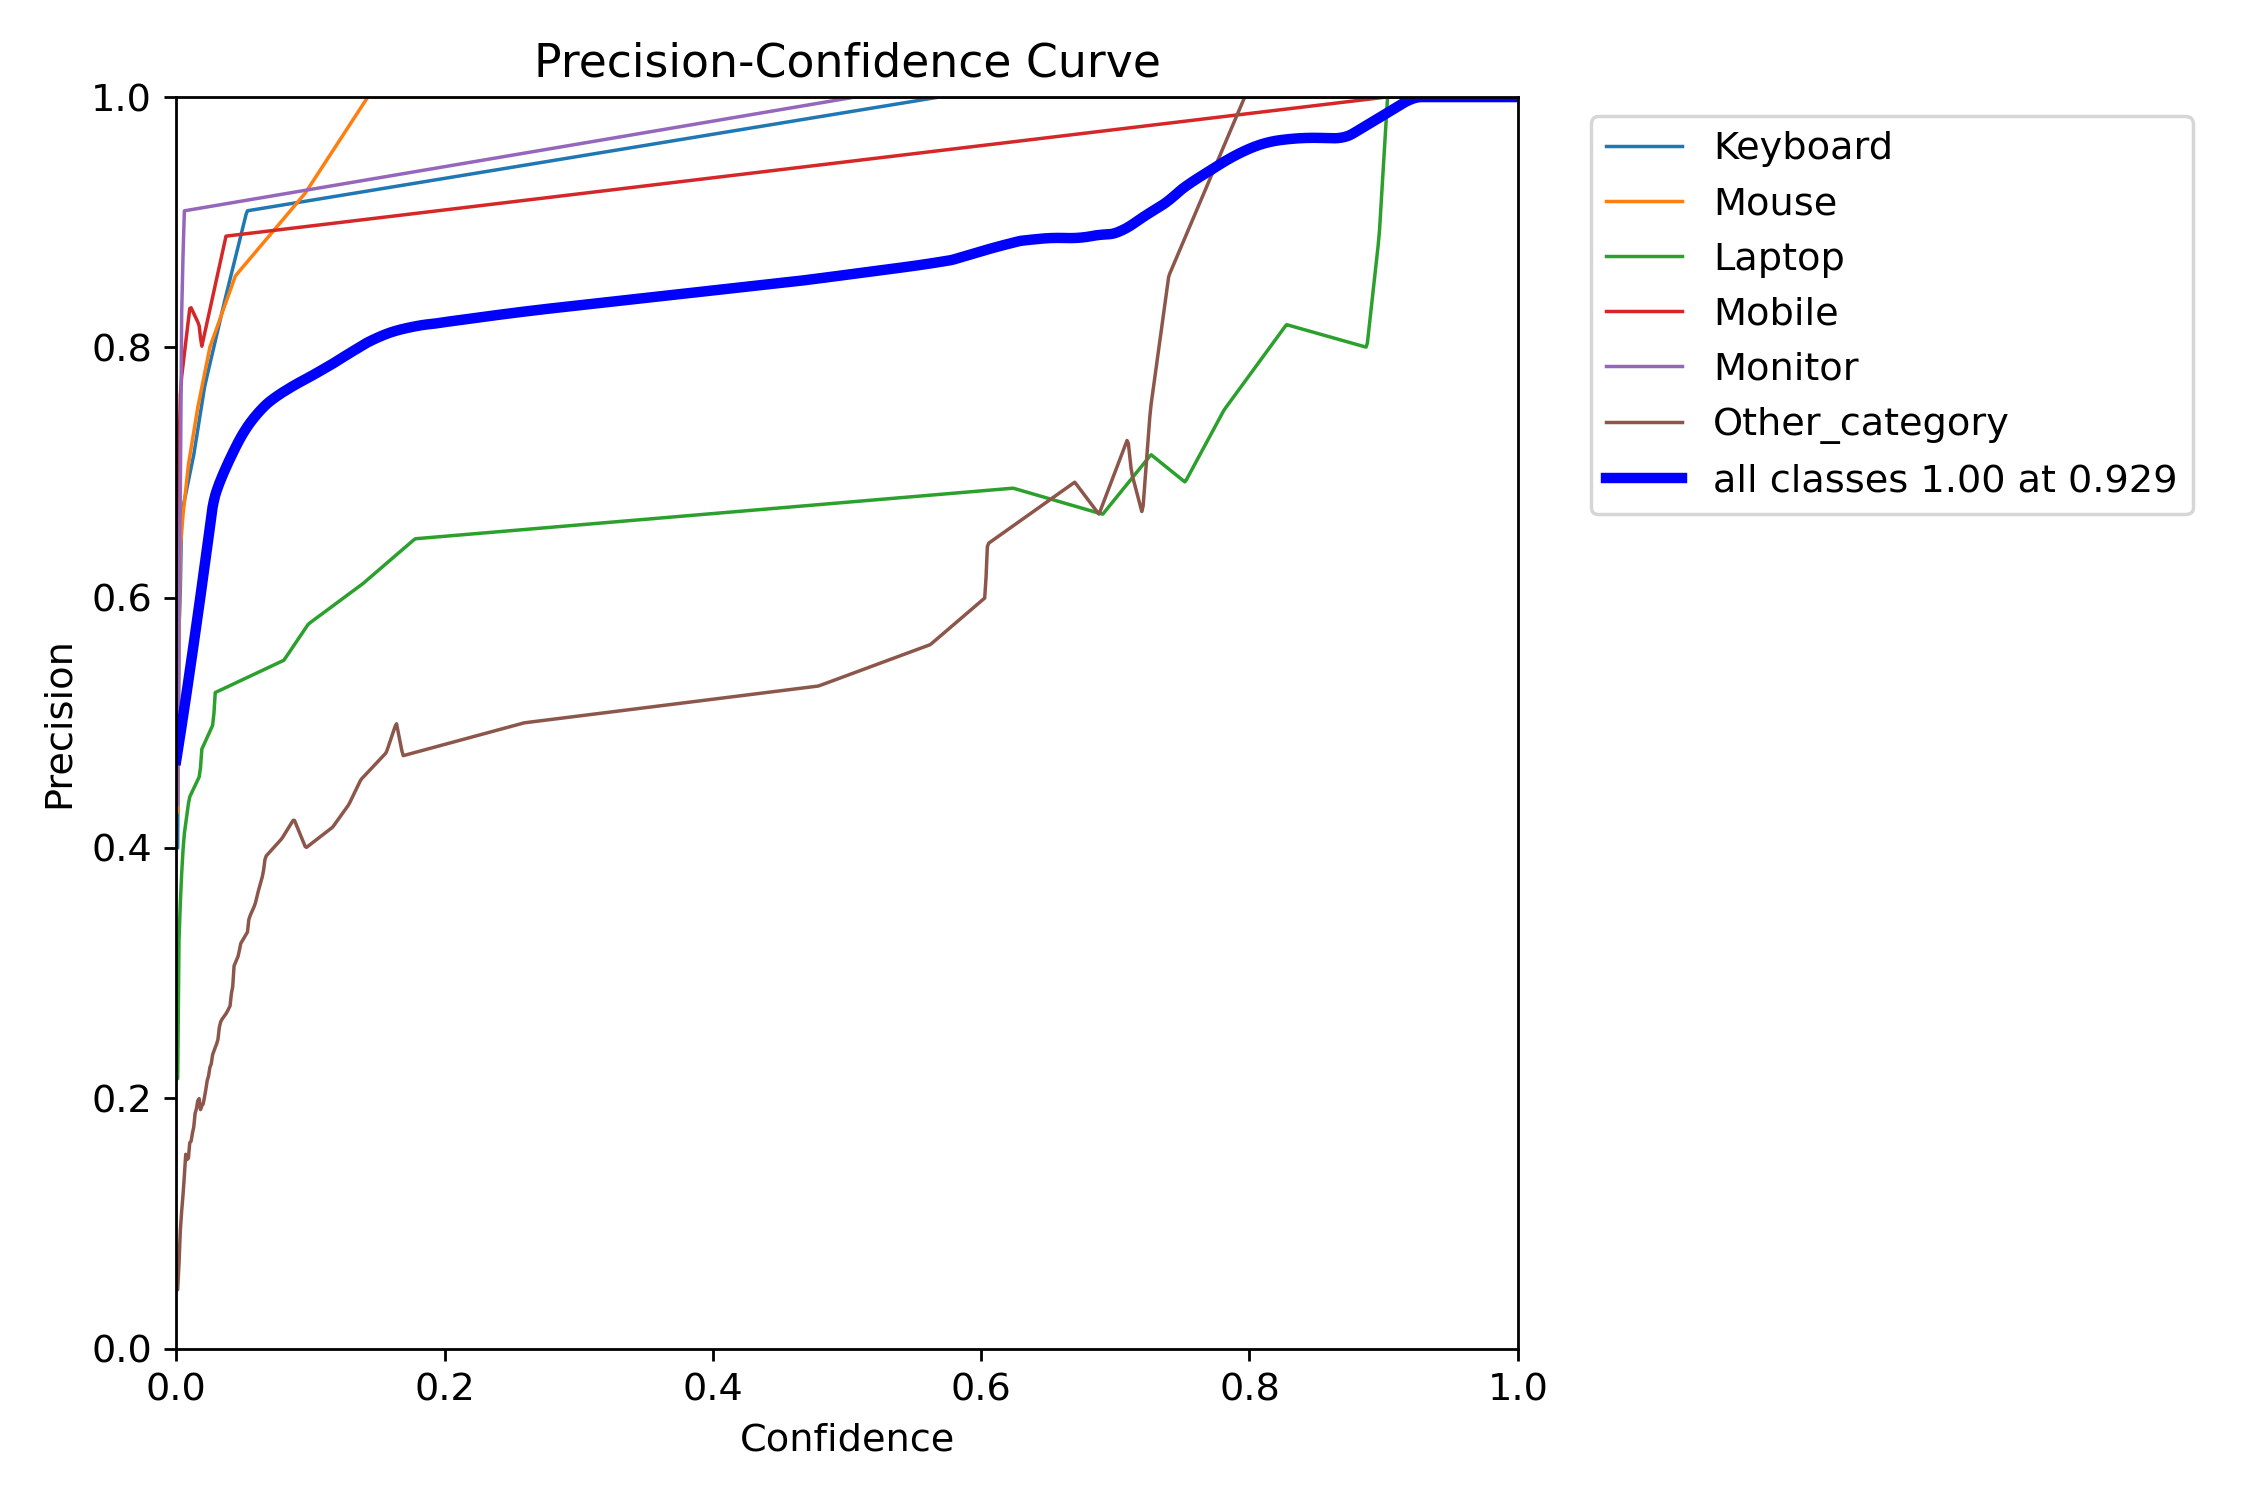 Precision-Confidence Curve
1.0
0.8
0.6
0.4
0.2
0.0
Precision
0.0 0.2 0.4 0.6 0.8 1.0
Confidence
Keyboard
Mouse
Laptop
Mobile
Monitor
Other_category
all classes 1.00 at 0.929